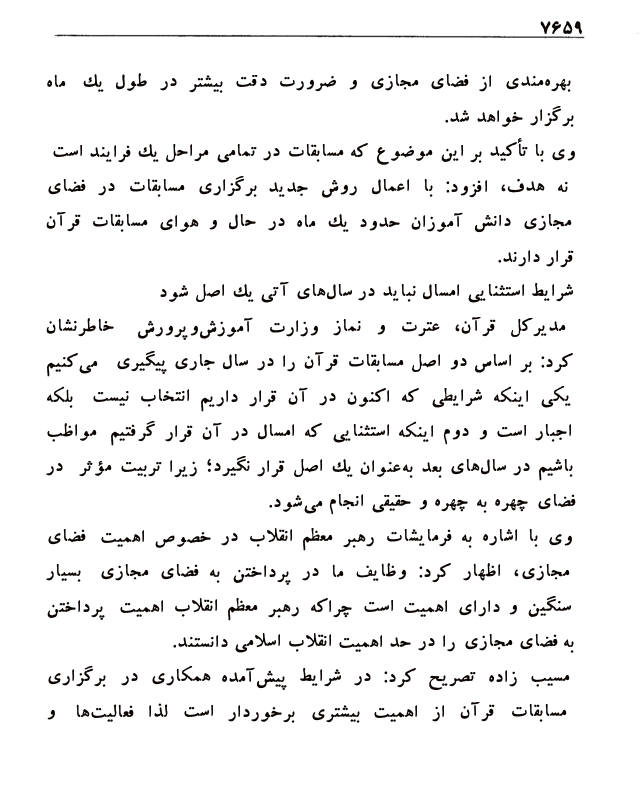 ۷۶۵۹
بهره‌مندی از فضای مجازی و ضرورت دقت بیشتر در طول یك ماه
برگزار خواهد شد.
وی با تأکید بر این موضوع که مسابقات در تمامی مراحل یك فرایند است
نه هدف، افزود: با اعمال روش جدید برگزاری مسابقات در فضای
مجازی دانش آموزان حدود یك ماه در حال و هوای مسابقات قرآن
قرار دارند.
شرایط استثنایی امسال نباید در سال‌های آتی یك اصل شود
مدیرکل قرآن، عترت و نماز وزارت آموزش‌وپرورش خاطرنشان
کرد: بر اساس دو اصل مسابقات قرآن را در سال جاری پیگیری می‌کنیم
یکی اینکه شرایطی که اکنون در آن قرار داریم انتخاب نیست بلکه
اجبار است و دوم اینکه استثنایی که امسال در آن قرار گرفتیم مواظب
باشیم در سال‌های بعد به‌عنوان یك اصل قرار نگیرد؛ زیرا تربیت مؤثر در
فضای چهره به چهره و حقیقی انجام می‌شود.
وی با اشاره به فرمایشات رهبر معظم انقلاب در خصوص اهمیت فضای
مجازی، اظهار کرد: وظایف ما در پرداختن به فضای مجازی بسیار
سنگین و دارای اهمیت است چراکه رهبر معظم انقلاب اهمیت پرداختن
به فضای مجازی را در حد اهمیت انقلاب اسلامی دانستند.
مسیب زاده تصریح کرد: در شرایط پیش‌آمده همکاری در برگزاری
مسابقات قرآن از اهمیت بیشتری برخوردار است لذا فعالیت‌ها و